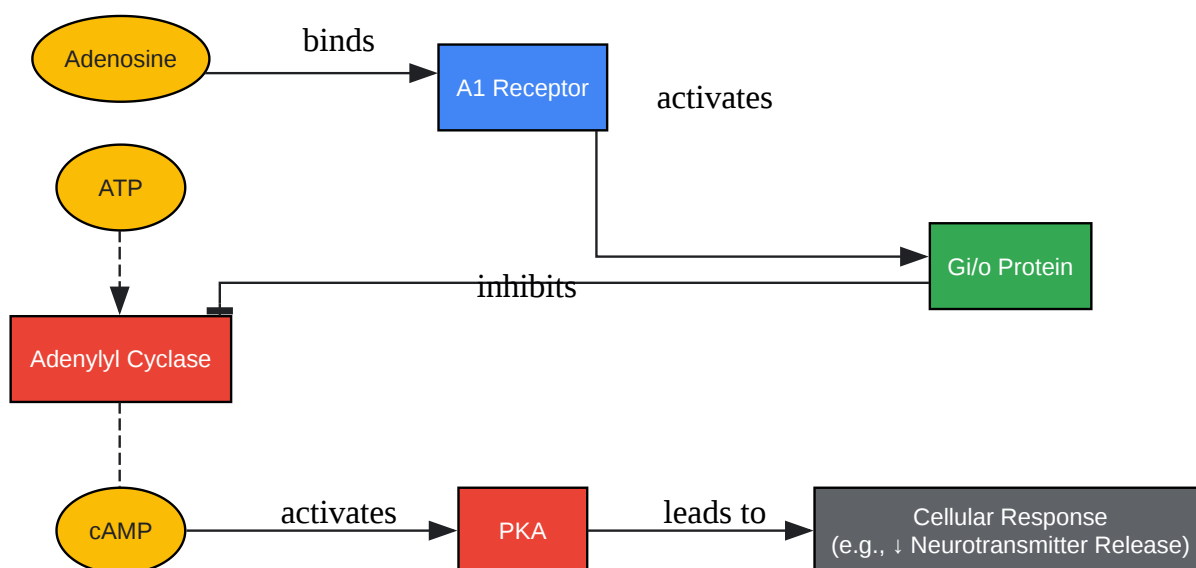 Adenosine
binds
A1 Receptor
activates
ATP
Gi/o Protein
inhibits
Adenylyl Cyclase
cAMP
activates
PKA
leads to
Cellular Response
(e.g., ↓ Neurotransmitter Release)